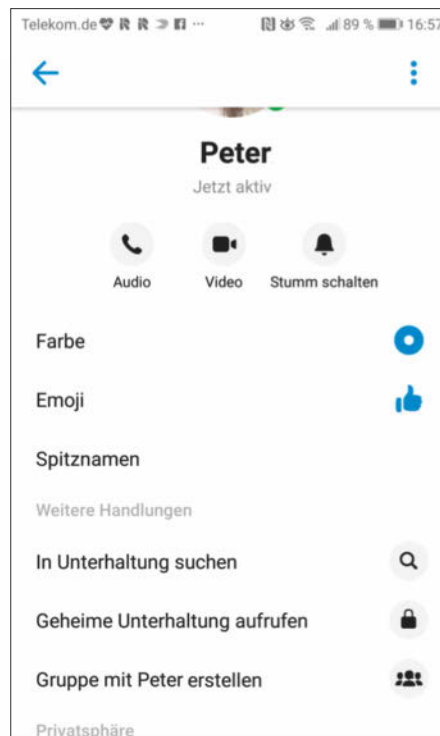 Telekom.de ... 89 % 16:57
Peter
Jetzt aktiv
Audio Video Stumm schalten
Farbe
Emoji
Spitznamen
Weitere Handlungen
In Unterhaltung suchen
Geheime Unterhaltung aufrufen
Gruppe mit Peter erstellen
Privatsphäre